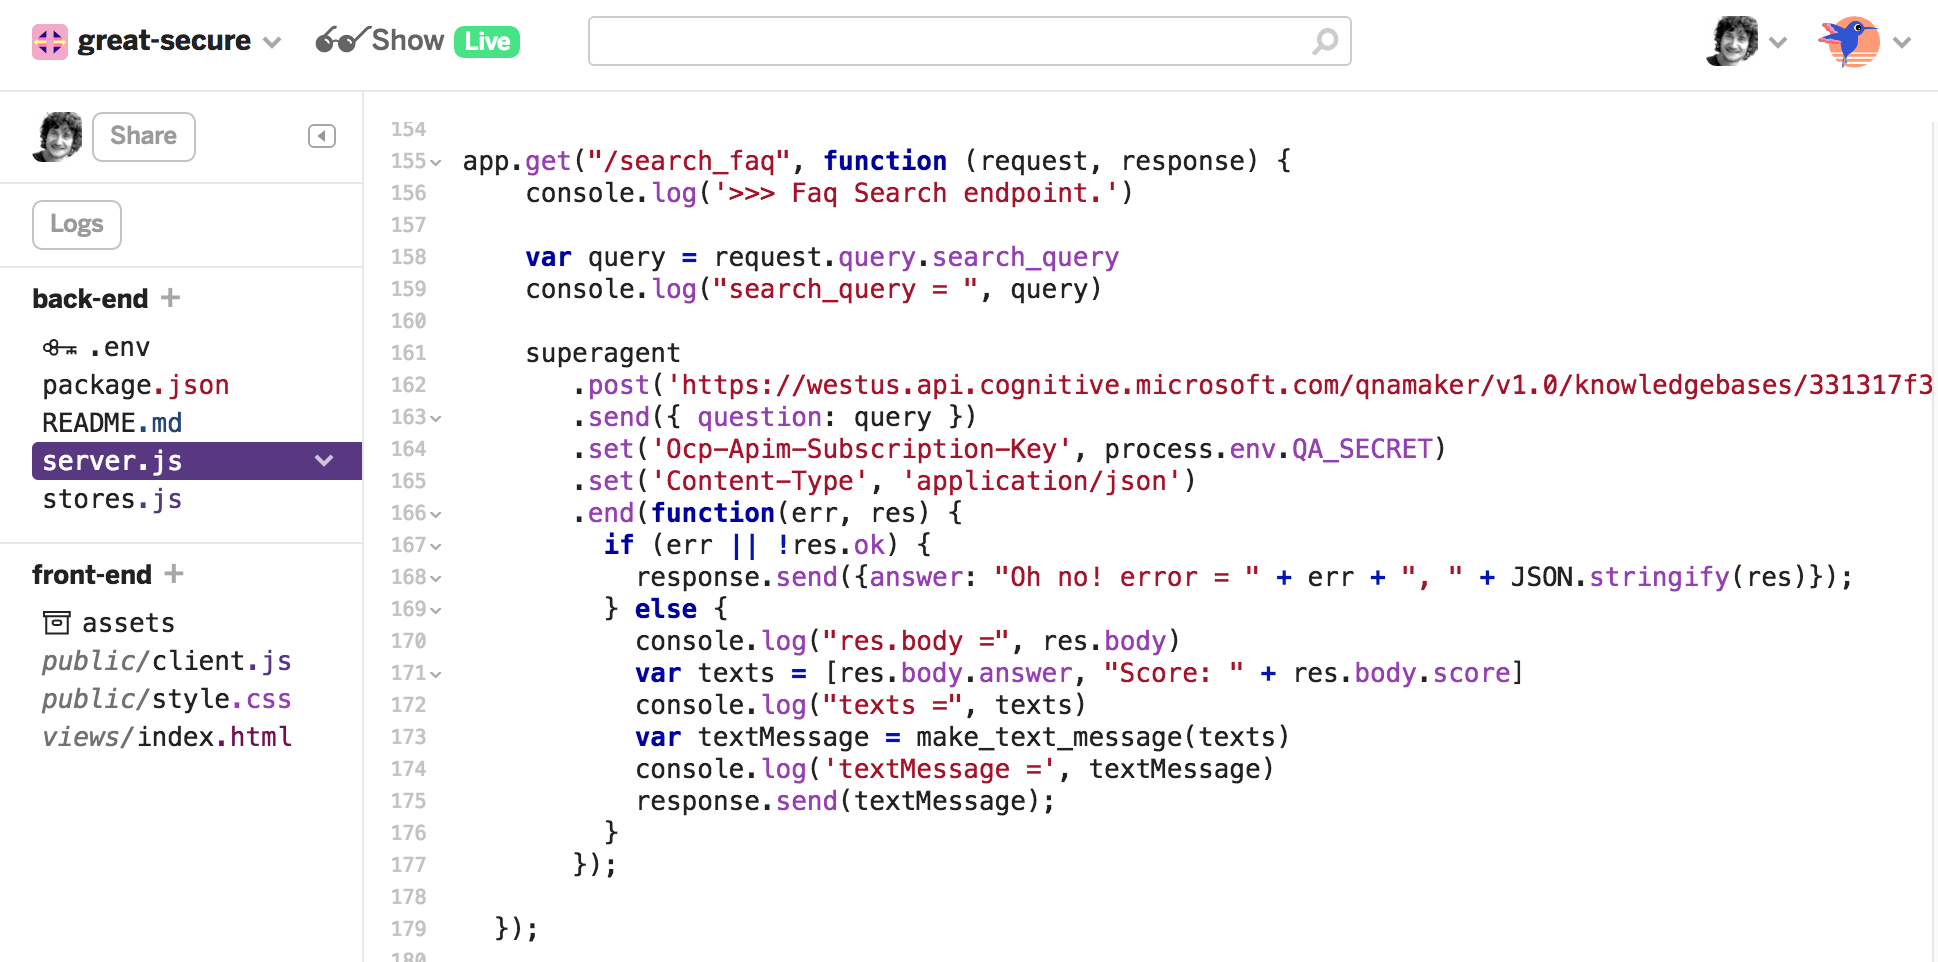 great-secure Show Live
Share
Logs
back-end +
.env
package.json
README.md
server.js
stores.js
front-end +
assets
public/client.js
public/style.css
views/index.html
154
155 app.get("/search_faq", function (request, response) {
156 console.log('>>> Faq Search endpoint.')
157
158 var query = request.query.search_query
159 console.log("search_query = ", query)
160
161 superagent
162 .post('https://westus.api.cognitive.microsoft.com/qnamaker/v1.0/knowledgebases/331317f3
163 .send({ question: query })
164 .set('Ocp-Apim-Subscription-Key', process.env.QA_SECRET)
165 .set('Content-Type', 'application/json')
166 .end(function(err, res) {
167 if (err || !res.ok) {
168 response.send({answer: "Oh no! error = " + err + ", " + JSON.stringify(res)});
169 } else {
170 console.log("res.body =", res.body)
171 var texts = [res.body.answer, "Score: " + res.body.score]
172 console.log("texts =", texts)
173 var textMessage = make_text_message(texts)
174 console.log('textMessage =', textMessage)
175 response.send(textMessage);
176 }
177 });
178
179 });
180